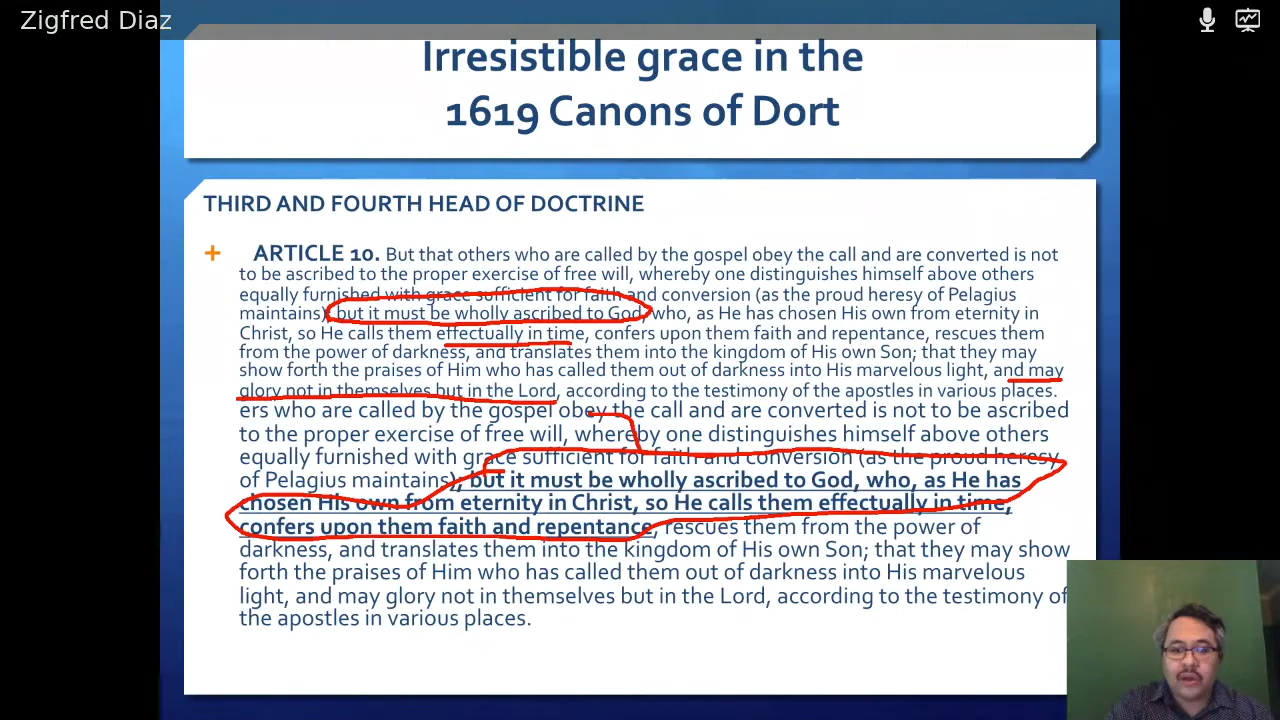 Zigfred Diaz
Irresistible grace in the
1619 Canons of Dort
THIRD AND FOURTH HEAD OF DOCTRINE
+ ARTICLE 10. But that others who are called by the gospel obey the call and are converted is not
to be ascribed to the proper exercise of free will, whereby one distinguishes himself above others
equally furnished with grace sufficient for faith and conversion (as the proud heresy of Pelagius
maintains); but it must be wholly ascribed to God, who, as He has chosen His own from eternity in
Christ, so He calls them effectually in time, confers upon them faith and repentance, rescues them
from the power of darkness, and translates them into the kingdom of His own Son; that they may
show forth the praises of Him who has called them out of darkness into His marvelous light, and may
glory not in themselves but in the Lord, according to the testimony of the apostles in various places.
ers who are called by the gospel obey the call and are converted is not to be ascribed
to the proper exercise of free will, whereby one distinguishes himself above others
equally furnished with grace sufficient for faith and conversion (as the proud heresy
of Pelagius maintains); but it must be wholly ascribed to God, who, as He has
chosen His own from eternity in Christ, so He calls them effectually in time,
confers upon them faith and repentance, rescues them from the power of
darkness, and translates them into the kingdom of His own Son; that they may show
forth the praises of Him who has called them out of darkness into His marvelous
light, and may glory not in themselves but in the Lord, according to the testimony of
the apostles in various places.